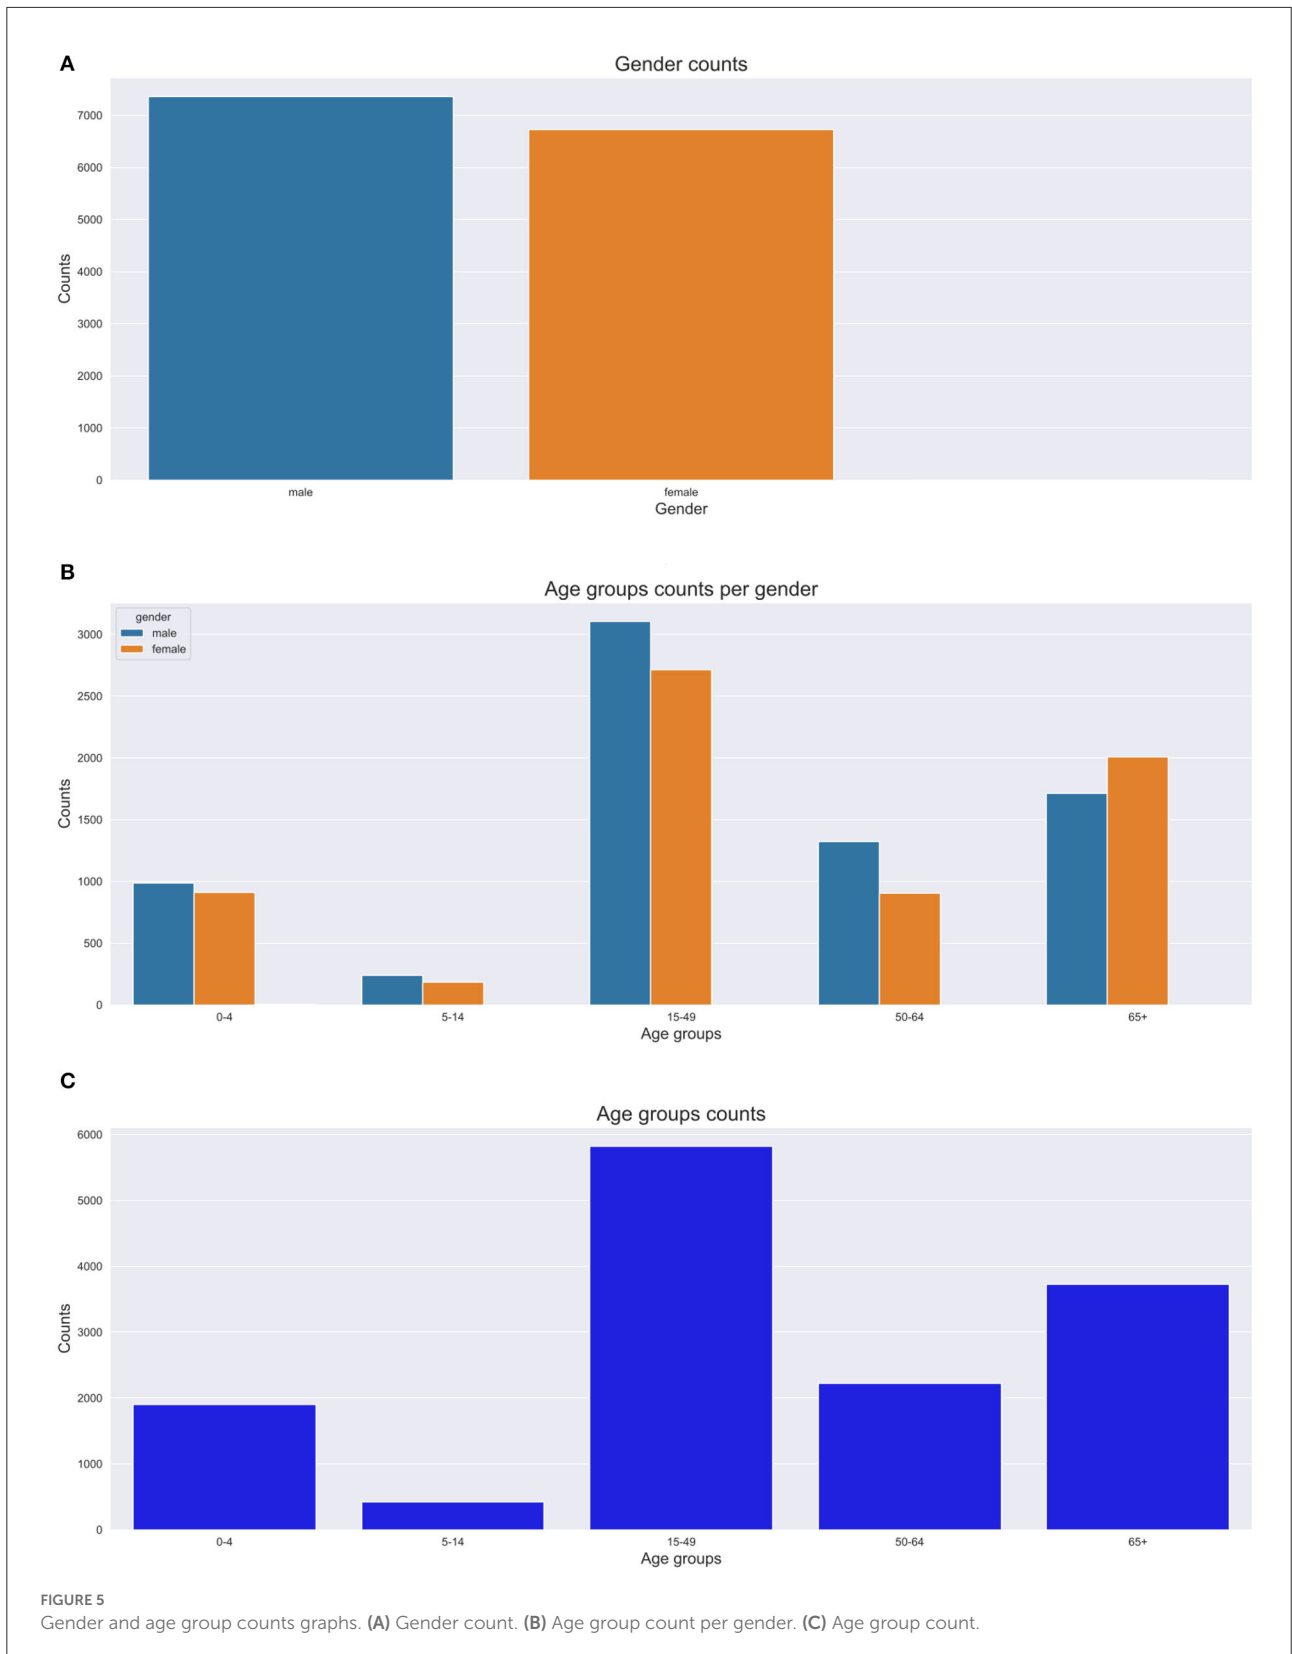 A
Gender counts
7000
6000
5000
4000
3000
2000
1000
0
Counts
male female
Gender
B
Age groups counts per gender
gender
male
female
3000
2500
2000
1500
1000
500
0
Counts
0-4 5-14 15-49 50-64 65+
Age groups
C
Age groups counts
6000
5000
4000
3000
2000
1000
0
Counts
0-4 5-14 15-49 50-64 65+
Age groups
FIGURE 5
Gender and age group counts graphs. (A) Gender count. (B) Age group count per gender. (C) Age group count.